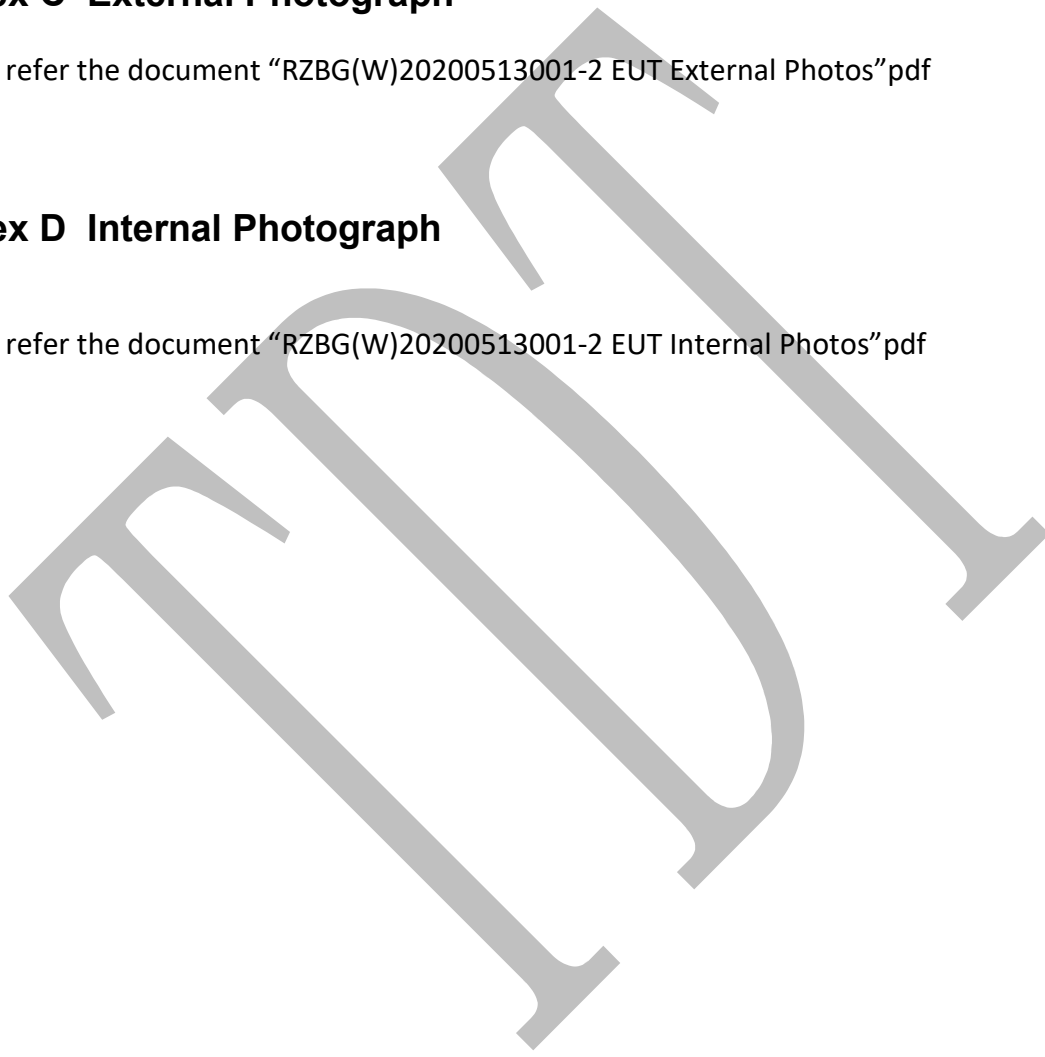 ex C External Photograph
refer the document “RZBG(W)20200513001-2 EUT External Photos”pdf
ex D Internal Photograph
refer the document “RZBG(W)20200513001-2 EUT Internal Photos”pdf
TDT